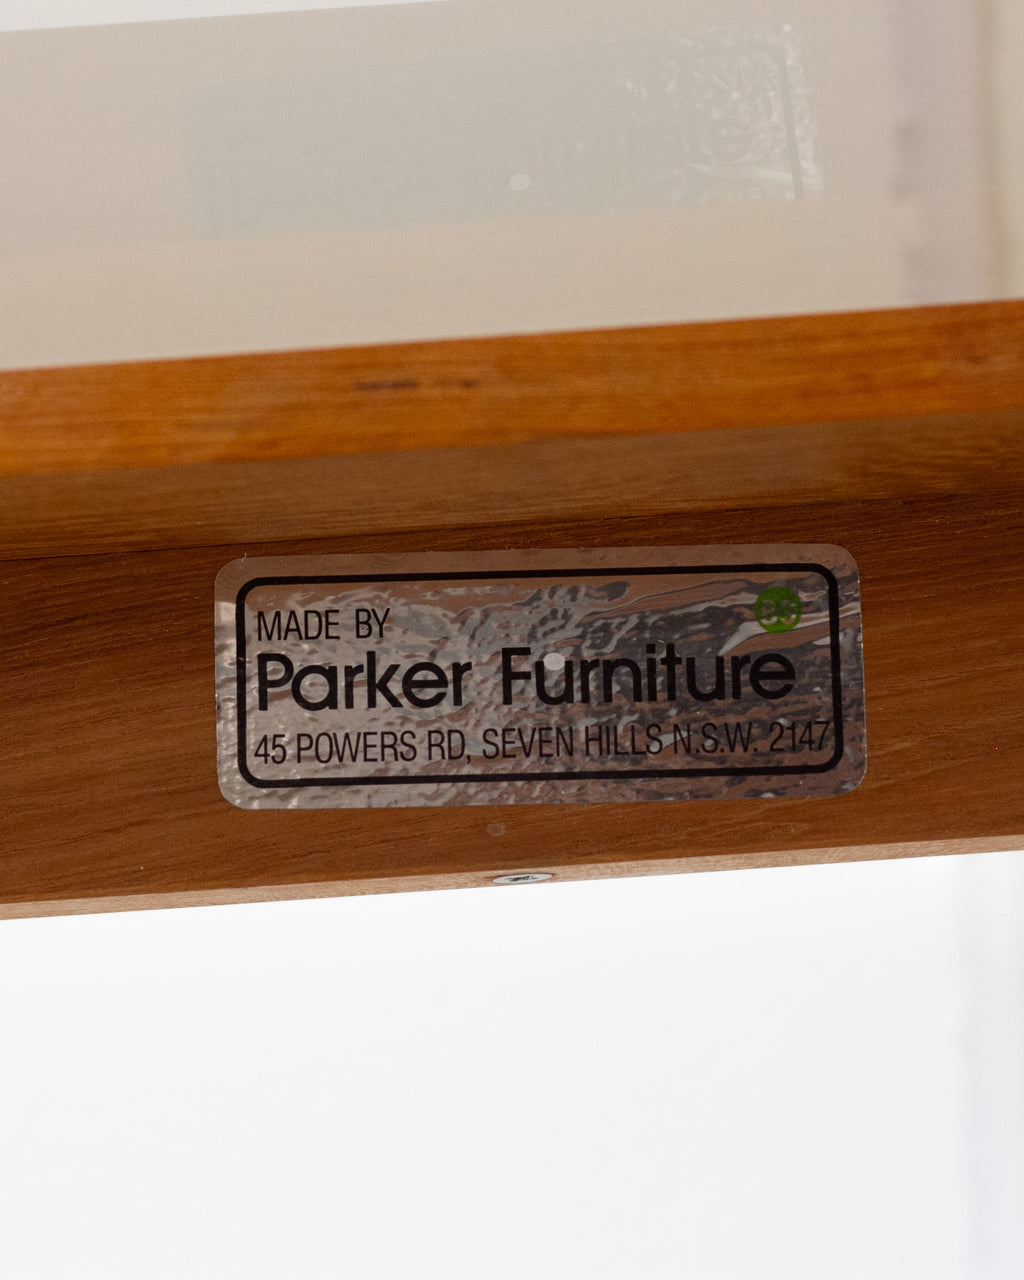 MADE BY
Parker Furniture
45 POWERS RD, SEVEN HILLS N.S.W. 2147